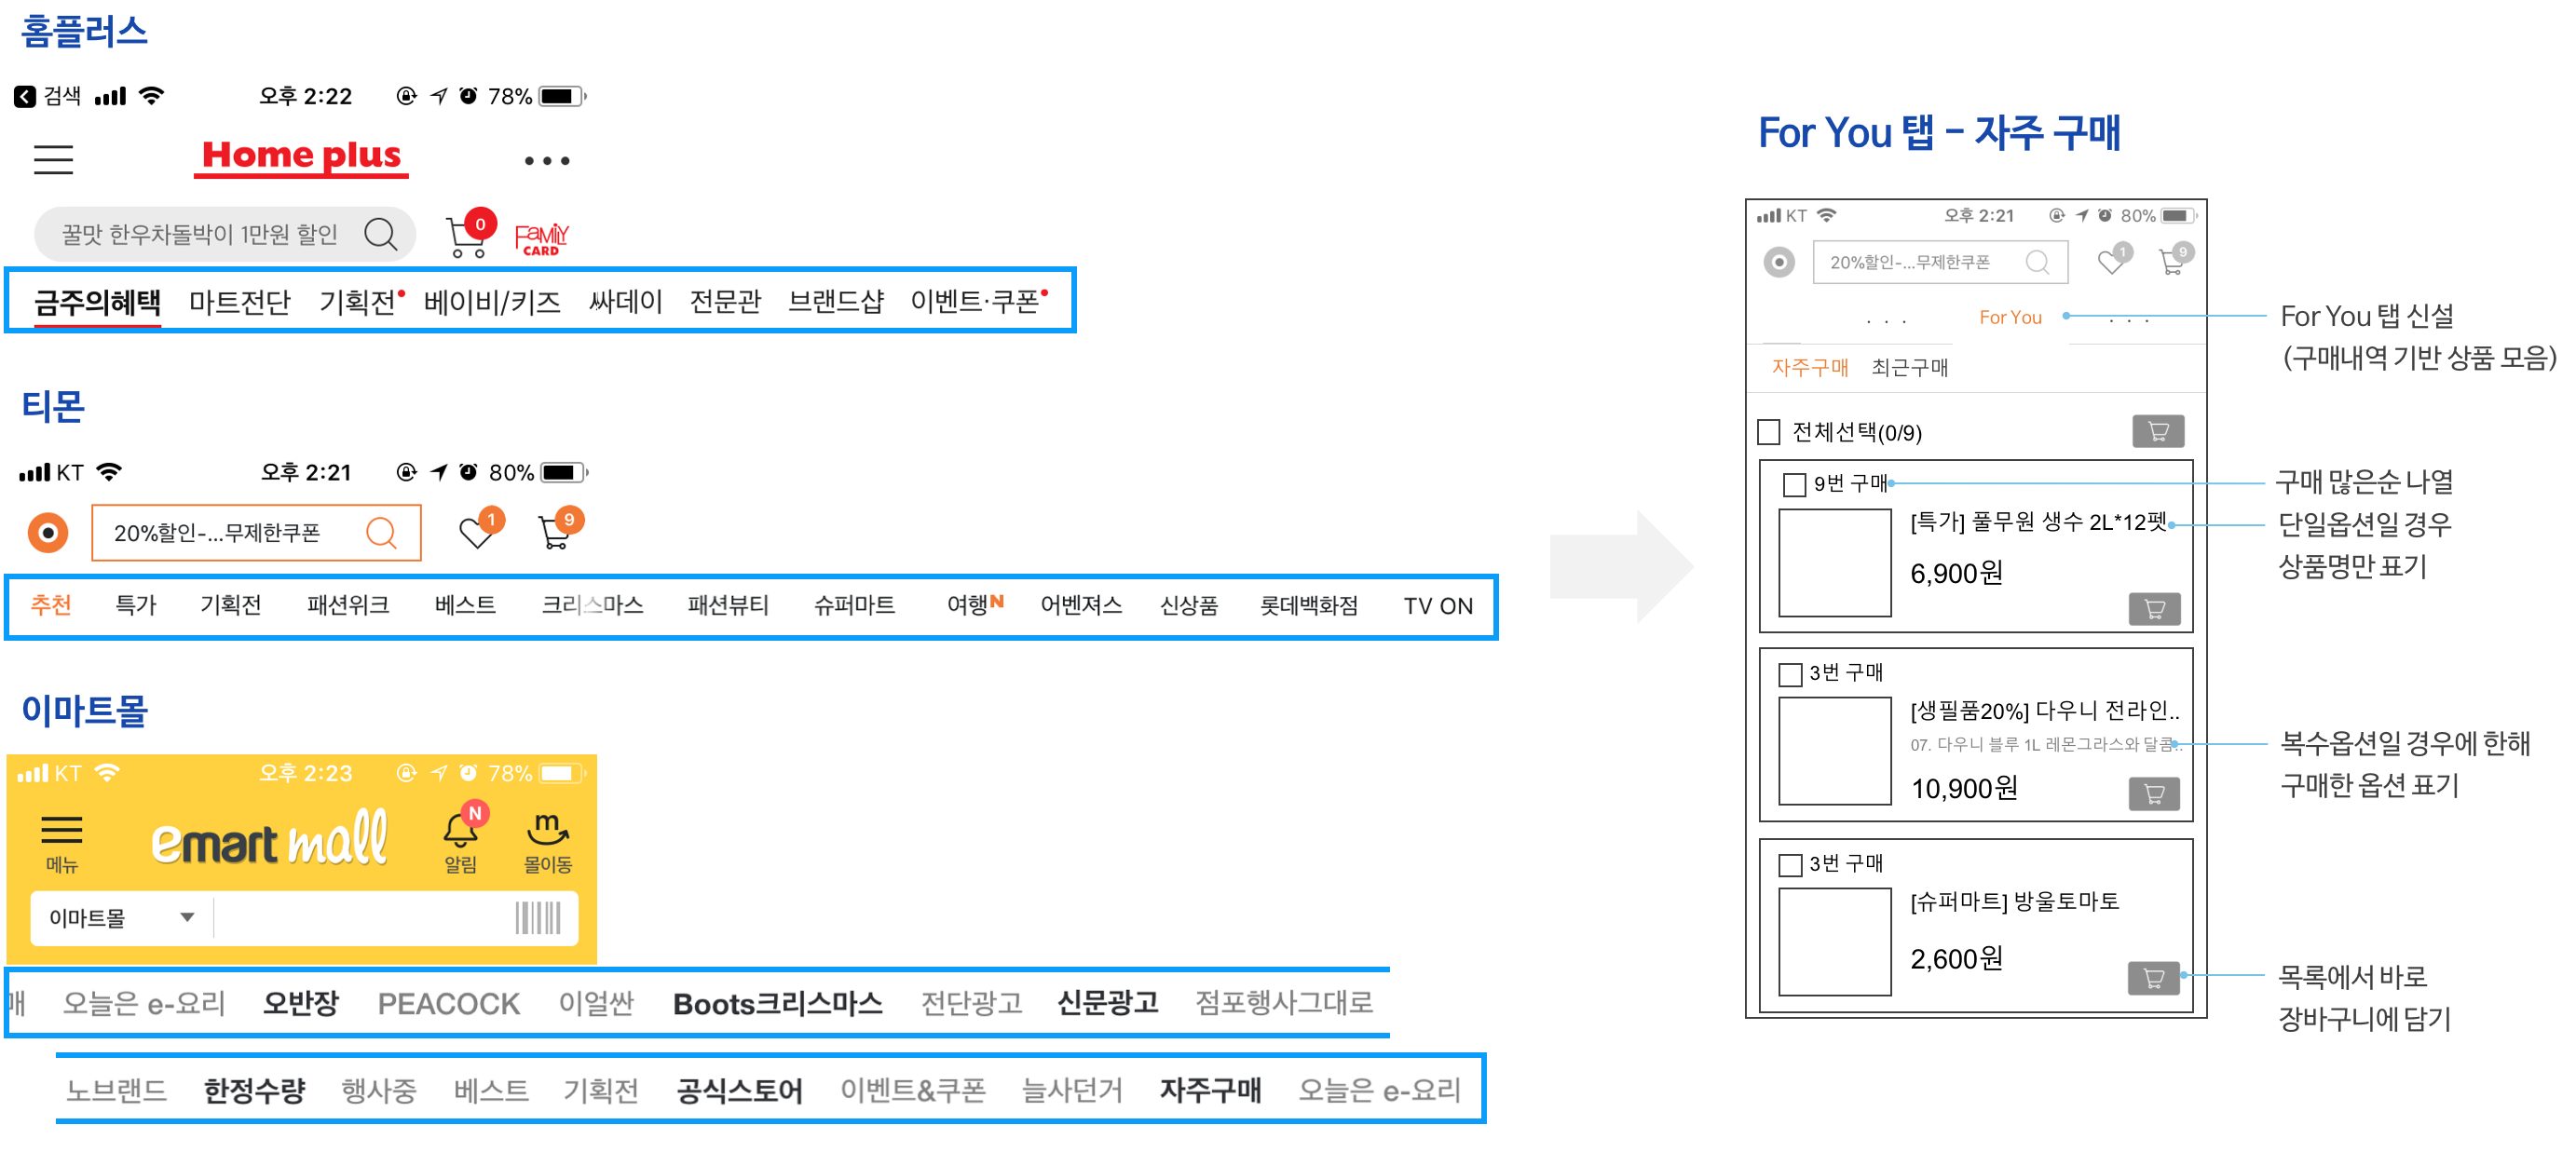 홈플러스
검색 오후 2:22 78%
Home plus
꿀맛 한우차돌박이 1만원 할인 0 FaMiLY CARD
금주의혜택 마트전단 기획전 베이비/키즈 싸데이 전문관 브랜드샵 이벤트·쿠폰
티몬
KT 오후 2:21 80%
20%할인-...무제한쿠폰 1 9
추천 특가 기획전 패션위크 베스트 크리스마스 패션뷰티 슈퍼마트 여행N 어벤져스 신상품 롯데백화점 TV ON
이마트몰
KT 오후 2:23 78%
메뉴 emart mall N 알림 m 몰이동
이마트몰
매 오늘은 e-요리 오반장 PEACOCK 이얼싼 Boots크리스마스 전단광고 신문광고 점포행사그대로
노브랜드 한정수량 행사중 베스트 기획전 공식스토어 이벤트&쿠폰 늘사던거 자주구매 오늘은 e-요리
For You 탭 - 자주 구매
KT 오후 2:21 80%
20%할인-...무제한쿠폰 1 9
. . . For You . . .
자주구매 최근구매
전체선택(0/9)
9번 구매
[특가] 풀무원 생수 2L*12펫
6,900원
3번 구매
[생필품20%] 다우니 전라인..
07. 다우니 블루 1L 레몬그라스와 달콤..
10,900원
3번 구매
[슈퍼마트] 방울토마토
2,600원
For You 탭 신설
(구매내역 기반 상품 모음)
구매 많은순 나열
단일옵션일 경우
상품명만 표기
복수옵션일 경우에 한해
구매한 옵션 표기
목록에서 바로
장바구니에 담기